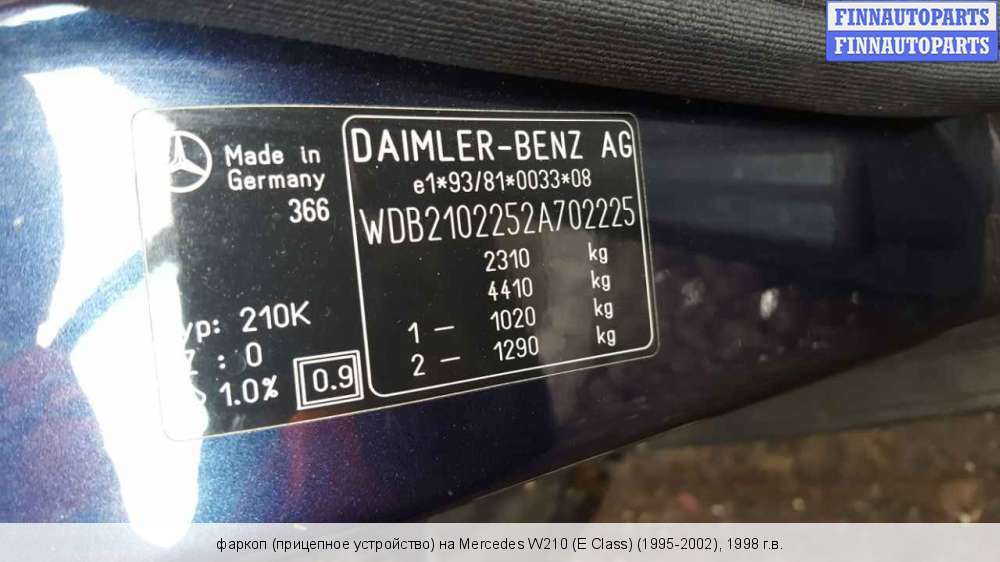 FINNAUTOPARTS
FINNAUTOPARTS
Made in
Germany
366
DAIMLER-BENZ AG
e1*93/81*0033*08
WDB2102252A702225
2310 kg
4410 kg
1 – 1020 kg
2 – 1290 kg
: 210K
: 0
1.0% 0.9
фаркоп (прицепное устройство) на Mercedes W210 (E Class) (1995-2002), 1998 г.в.